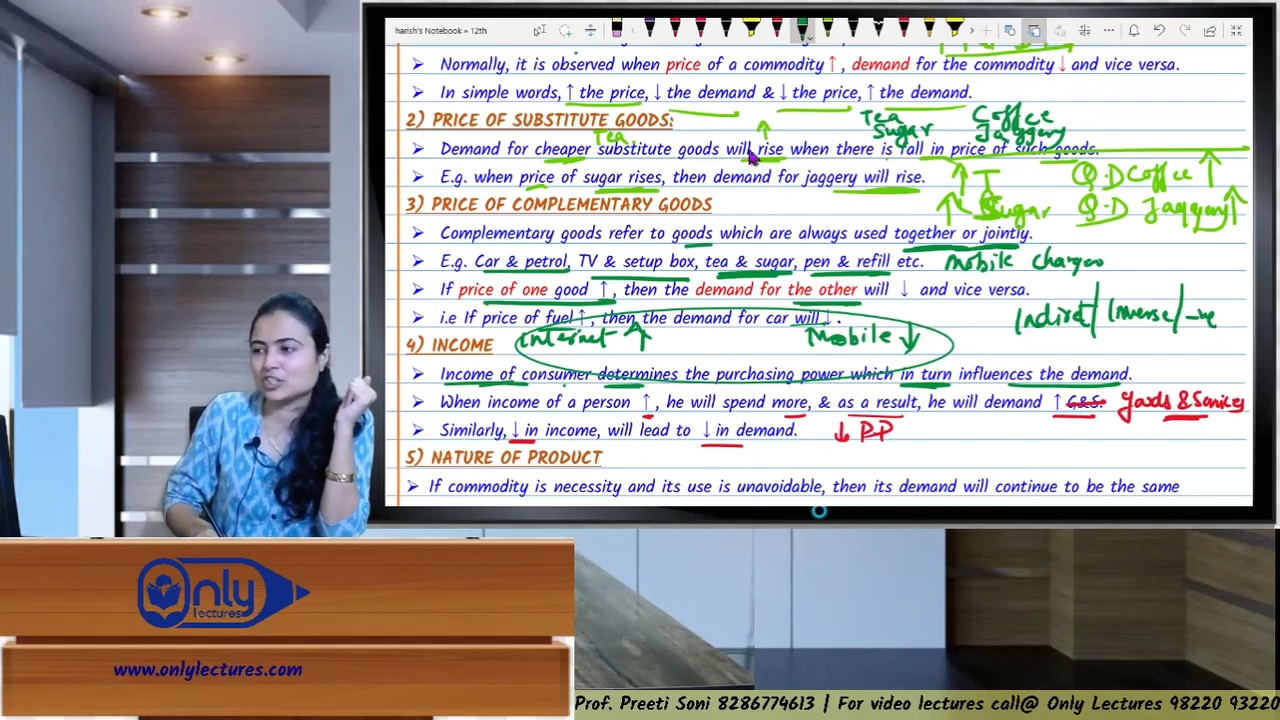 harish's Notebook » 12th
➢ Normally, it is observed when price of a commodity ↑, demand for the commodity ↓ and vice versa.
➢ In simple words, ↑ the price, ↓ the demand & ↓ the price, ↑ the demand.
2) PRICE OF SUBSTITUTE GOODS:
Tea Coffee
Sugar Jaggery
Tea ↑
➢ Demand for cheaper substitute goods will rise when there is fall in price of such goods.
➢ E.g. when price of sugar rises, then demand for jaggery will rise.
↑ T Q.D Coffee ↑
↑ Sugar Q.D Jaggery ↑
3) PRICE OF COMPLEMENTARY GOODS
➢ Complementary goods refer to goods which are always used together or jointly.
➢ E.g. Car & petrol, TV & setup box, tea & sugar, pen & refill etc. Mobile charger
➢ If price of one good ↑, then the demand for the other will ↓ and vice versa.
➢ i.e If price of fuel ↑, then the demand for car will ↓. Indirect / Inverse / -ve
Internet ↑ Mobile ↓
4) INCOME
➢ Income of consumer determines the purchasing power which in turn influences the demand.
➢ When income of a person ↑, he will spend more, & as a result, he will demand ↑ G&S. Goods & Services
➢ Similarly, ↓ in income, will lead to ↓ in demand. ↓ P.P
5) NATURE OF PRODUCT
➢ If commodity is necessity and its use is unavoidable, then its demand will continue to be the same
Only
lectures
www.onlylectures.com
Prof. Preeti Soni 8286774613 | For video lectures call@ Only Lectures 98220 93220